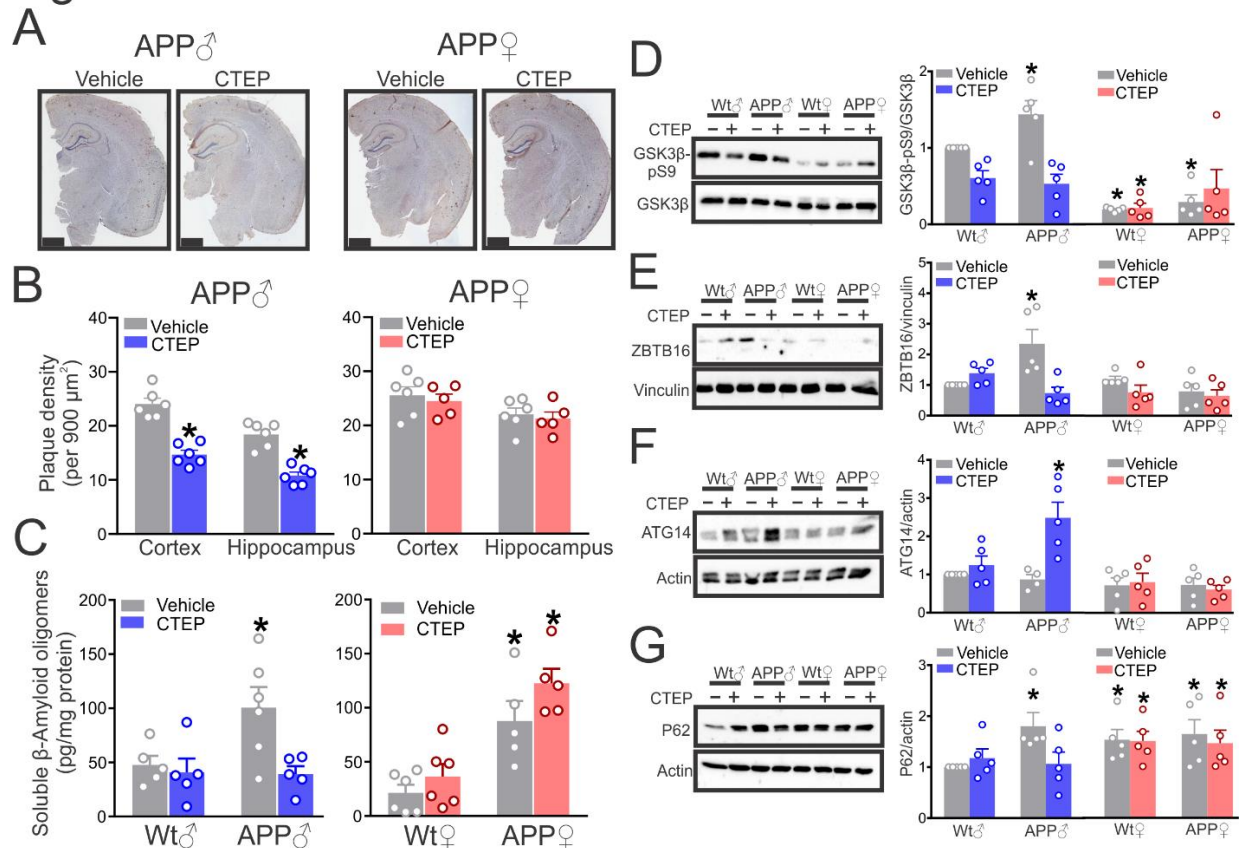 A
APP♂ APP♀
Vehicle CTEP Vehicle CTEP
B
APP♂ APP♀
Plaque density
(per 900 µm²)
40
30
20
10
0
Vehicle
CTEP
* *
Cortex Hippocampus
40
30
20
10
0
Vehicle
CTEP
Cortex Hippocampus
C
Soluble β-Amyloid oligomers
(pg/mg protein)
200
150
100
50
0
Vehicle
CTEP
*
Wt♂ APP♂
200
150
100
50
0
Vehicle
CTEP
* *
Wt♀ APP♀
D
Wt♂ APP♂ Wt♀ APP♀
CTEP − + − + − + − +
GSK3β-
pS9
GSK3β
GSK3β-pS9/GSK3β
2
1
0
Vehicle
CTEP
Vehicle
CTEP
* * * *
Wt♂ APP♂ Wt♀ APP♀
E
Wt♂ APP♂ Wt♀ APP♀
CTEP − + − + − + − +
ZBTB16
Vinculin
ZBTB16/vinculin
5
4
3
2
1
0
Vehicle
CTEP
Vehicle
CTEP
*
Wt♂ APP♂ Wt♀ APP♀
F
Wt♂ APP♂ Wt♀ APP♀
CTEP − + − + − + − +
ATG14
Actin
ATG14/actin
4
3
2
1
0
Vehicle
CTEP
Vehicle
CTEP
*
Wt♂ APP♂ Wt♀ APP♀
G
Wt♂ APP♂ Wt♀ APP♀
CTEP − + − + − + − +
P62
Actin
P62/actin
3
2
1
0
Vehicle
CTEP
Vehicle
CTEP
* * * * *
Wt♂ APP♂ Wt♀ APP♀